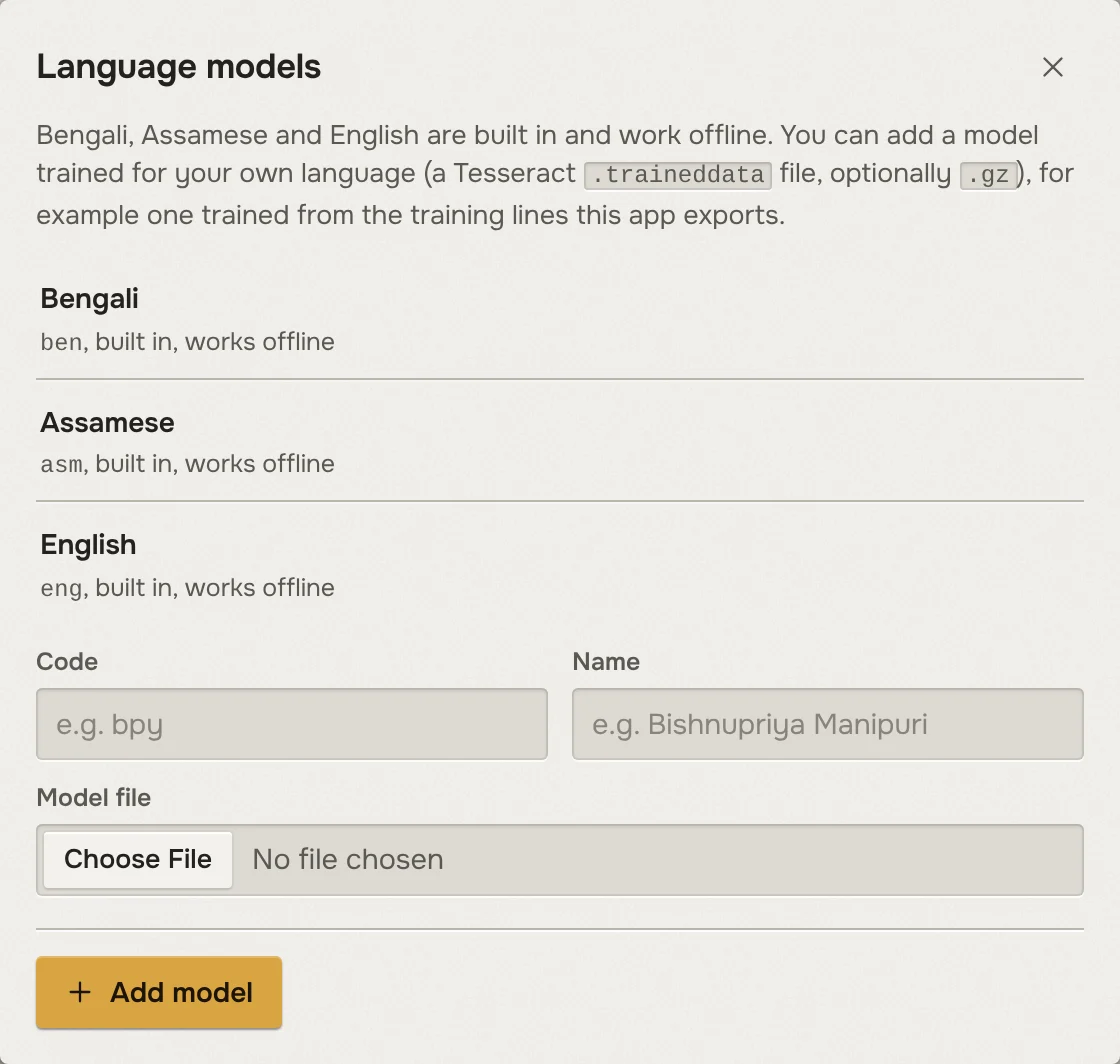 Language models
Bengali, Assamese and English are built in and work offline. You can add a model
trained for your own language (a Tesseract .traineddata file, optionally .gz), for
example one trained from the training lines this app exports.
Bengali
ben, built in, works offline
Assamese
asm, built in, works offline
English
eng, built in, works offline
Code Name
e.g. bpy e.g. Bishnupriya Manipuri
Model file
Choose File No file chosen
+ Add model